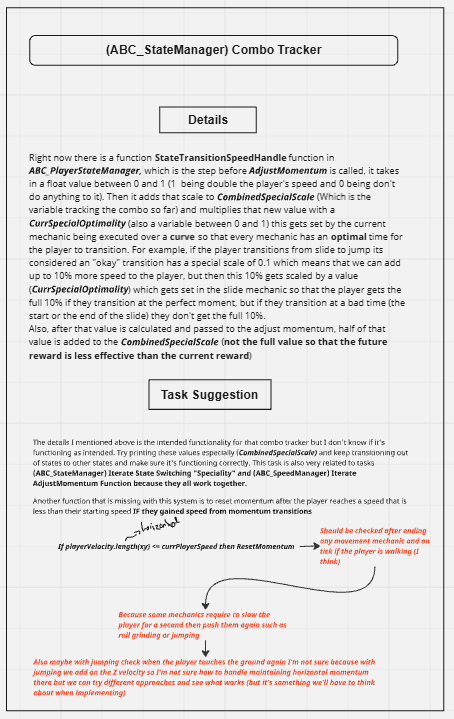 (ABC_StateManager) Combo Tracker
Details
Right now there is a function StateTransitionSpeedHandle function in
ABC_PlayerStateManager, which is the step before AdjustMomentum is called, it takes
in a float value between 0 and 1 (1 being double the player's speed and 0 being don't
do anything to it). Then it adds that scale to CombinedSpecialScale (Which is the
variable tracking the combo so far) and multiplies that new value with a
CurrSpecialOptimality (also a variable between 0 and 1) this gets set by the current
mechanic being executed over a curve so that every mechanic has an optimal time for
the player to transition. For example, if the player transitions from slide to jump its
considered an "okay" transition has a special scale of 0.1 which means that we can add
up to 10% more speed to the player, but then this 10% gets scaled by a value
(CurrSpecialOptimality) which gets set in the slide mechanic so that the player gets the
full 10% if they transition at the perfect moment, but if they transition at a bad time (the
start or the end of the slide) they don't get the full 10%.
Also, after that value is calculated and passed to the adjust momentum, half of that
value is added to the CombinedSpecialScale (not the full value so that the future
reward is less effective than the current reward)
Task Suggestion
The details I mentioned above is the intended functionality for that combo tracker but I don't know if it's
functioning as intended. Try printing these values especially (CombinedSpecialScale) and keep transitioning out
of states to other states and make sure it's functioning correctly. This task is also very related to tasks
(ABC_StateManager) Iterate State Switching "Speciality" and (ABC_SpeedManager) Iterate
AdjustMomentum Function because they all work together.
Another function that is missing with this system is to reset momentum after the player reaches a speed that is
less than their starting speed IF they gained speed from momentum transitions
horizontal
If playerVelocity.length(xy) <= currPlayerSpeed then ResetMomentum
Should be checked after ending
any movement mechanic and on
tick if the player is walking (I
think)
Because some mechanics require to slow the
player for a second then push them again such as
rail grinding or jumping
Also maybe with jumping check when the player touches the ground again I'm not sure because with
jumping we add on the Z velocity so I'm not sure how to handle maintaining horizontal momentum
there but we can try different approaches and see what works (but it's something we'll have to think
about when implementing)